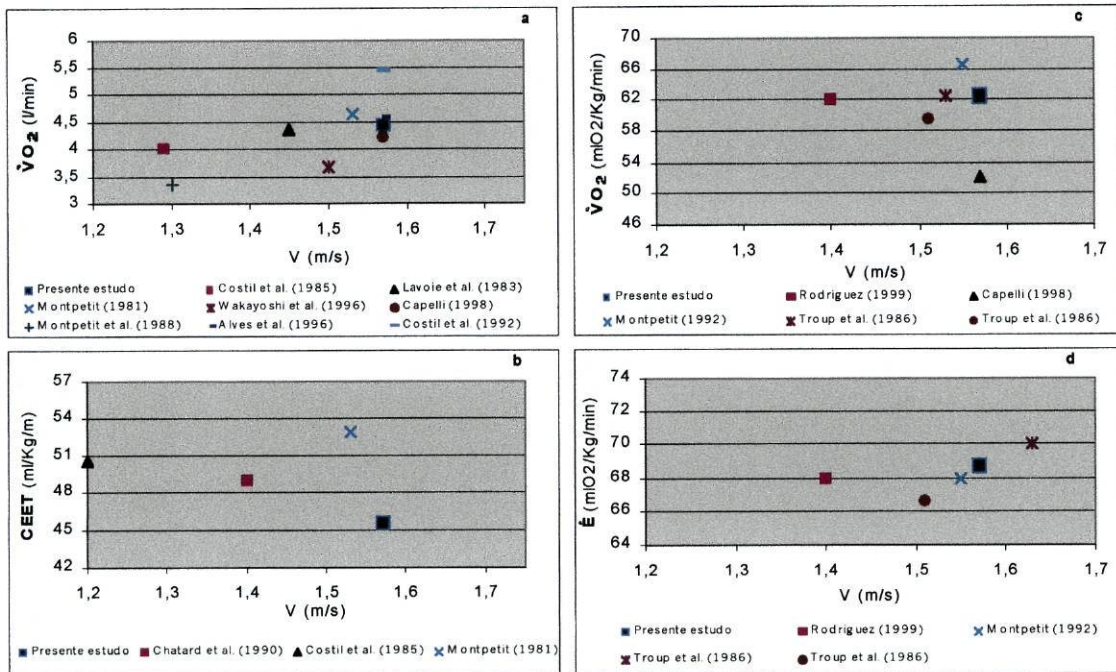 a
V̇O₂ (l/min)
6
5,5
5
4,5
4
3,5
3
1,2 1,3 1,4 1,5 1,6 1,7
V (m/s)
Presente estudo Costil et al. (1985) Lavoie et al. (1983)
Montpetit (1981) Wakayoshi et al. (1996) Capelli (1998)
Montpetit et al. (1988) Alves et al. (1996) Costil et al. (1992)
c
V̇O₂ (mlO2/Kg/min)
70
66
62
58
54
50
46
1,2 1,3 1,4 1,5 1,6 1,7
V (m/s)
Presente estudo Rodriguez (1999) Capelli (1998)
Montpetit (1992) Troup et al. (1986) Troup et al. (1986)
b
CEET (ml/Kg/m)
57
54
51
48
45
42
1,2 1,3 1,4 1,5 1,6 1,7
V (m/s)
Presente estudo Chatard et al. (1990) Costil et al. (1985) Montpetit (1981)
d
Ė (mlO2/Kg/min)
74
72
70
68
66
64
1,2 1,3 1,4 1,5 1,6 1,7
V (m/s)
Presente estudo Rodriguez (1999) Montpetit (1992)
Troup et al. (1986) Troup et al. (1986)